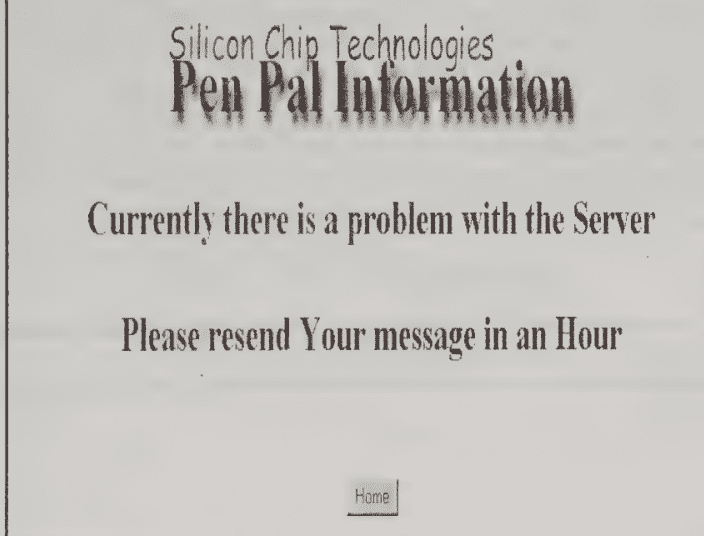 Silicon Chip Technologies
Pen Pal Information
Currently there is a problem with the Server
Please resend Your message in an Hour
Home